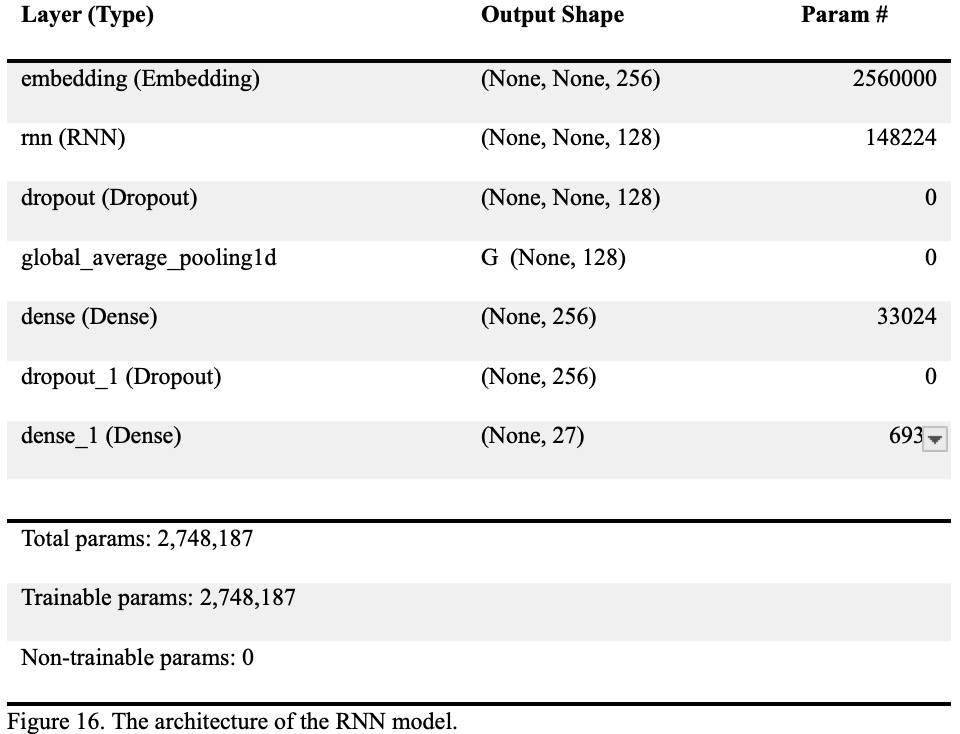 Layer (Type) Output Shape Param #
embedding (Embedding) (None, None, 256) 2560000
rnn (RNN) (None, None, 128) 148224
dropout (Dropout) (None, None, 128) 0
global_average_pooling1d G (None, 128) 0
dense (Dense) (None, 256) 33024
dropout_1 (Dropout) (None, 256) 0
dense_1 (Dense) (None, 27) 693
Total params: 2,748,187
Trainable params: 2,748,187
Non-trainable params: 0
Figure 16. The architecture of the RNN model.